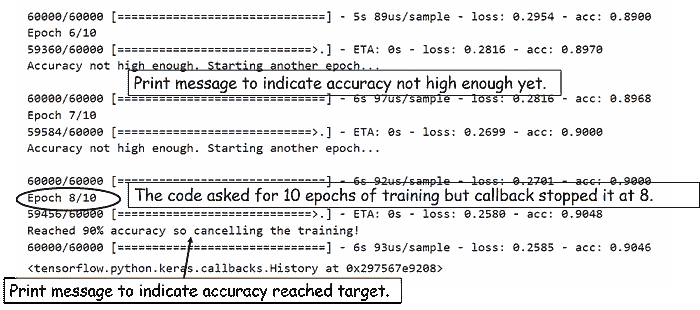 60000/60000 [==============================] - 5s 89us/sample - loss: 0.2954 - acc: 0.8900
Epoch 6/10
59360/60000 [=============================>.] - ETA: 0s - loss: 0.2816 - acc: 0.8970
Accuracy not high enough. Starting another epoch...
Print message to indicate accuracy not high enough yet.
60000/60000 [==============================] - 6s 97us/sample - loss: 0.2816 - acc: 0.8968
Epoch 7/10
59584/60000 [=============================>.] - ETA: 0s - loss: 0.2699 - acc: 0.9000
Accuracy not high enough. Starting another epoch...
60000/60000 [==============================] - 6s 92us/sample - loss: 0.2701 - acc: 0.9000
Epoch 8/10
The code asked for 10 epochs of training but callback stopped it at 8.
59456/60000 [=============================>.] - ETA: 0s - loss: 0.2580 - acc: 0.9048
Reached 90% accuracy so cancelling the training!
60000/60000 [==============================] - 6s 93us/sample - loss: 0.2585 - acc: 0.9046
<tensorflow.python.keras.callbacks.History at 0x297567e9208>
Print message to indicate accuracy reached target.